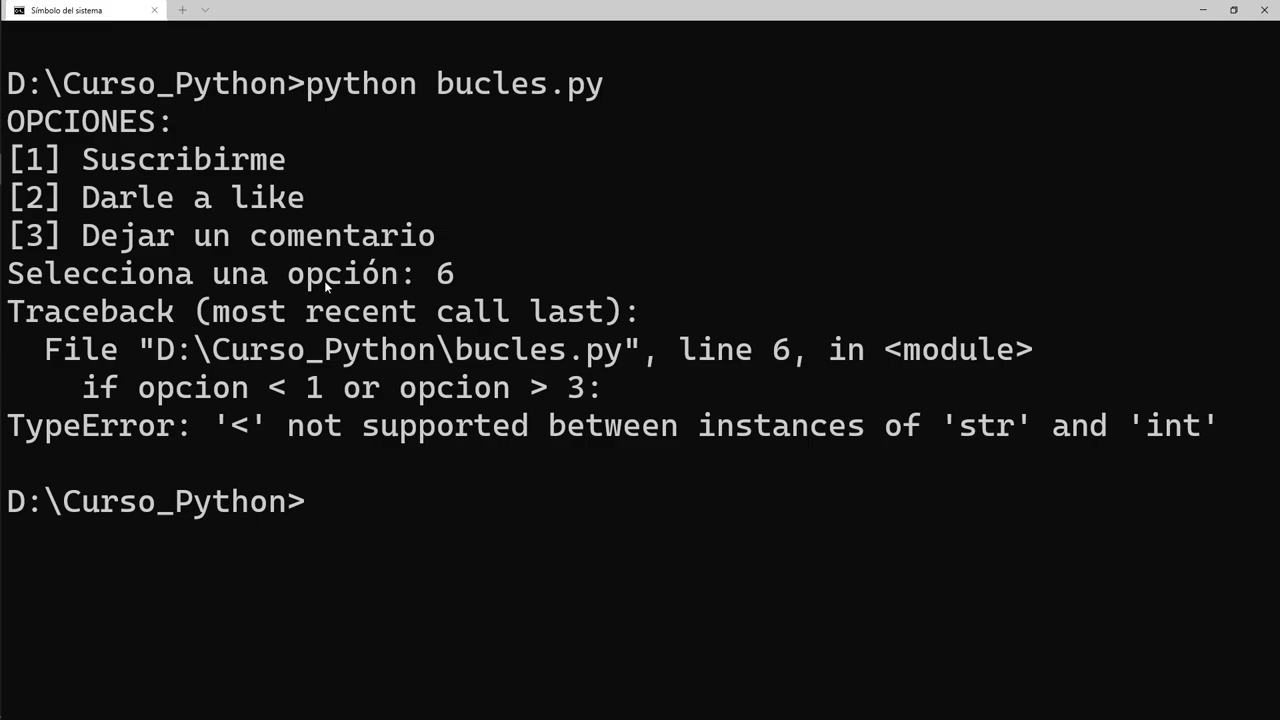 Símbolo del sistema
D:\Curso_Python>python bucles.py
OPCIONES:
[1] Suscribirme
[2] Darle a like
[3] Dejar un comentario
Selecciona una opción: 6
Traceback (most recent call last):
  File "D:\Curso_Python\bucles.py", line 6, in <module>
    if opcion < 1 or opcion > 3:
TypeError: '<' not supported between instances of 'str' and 'int'
D:\Curso_Python>